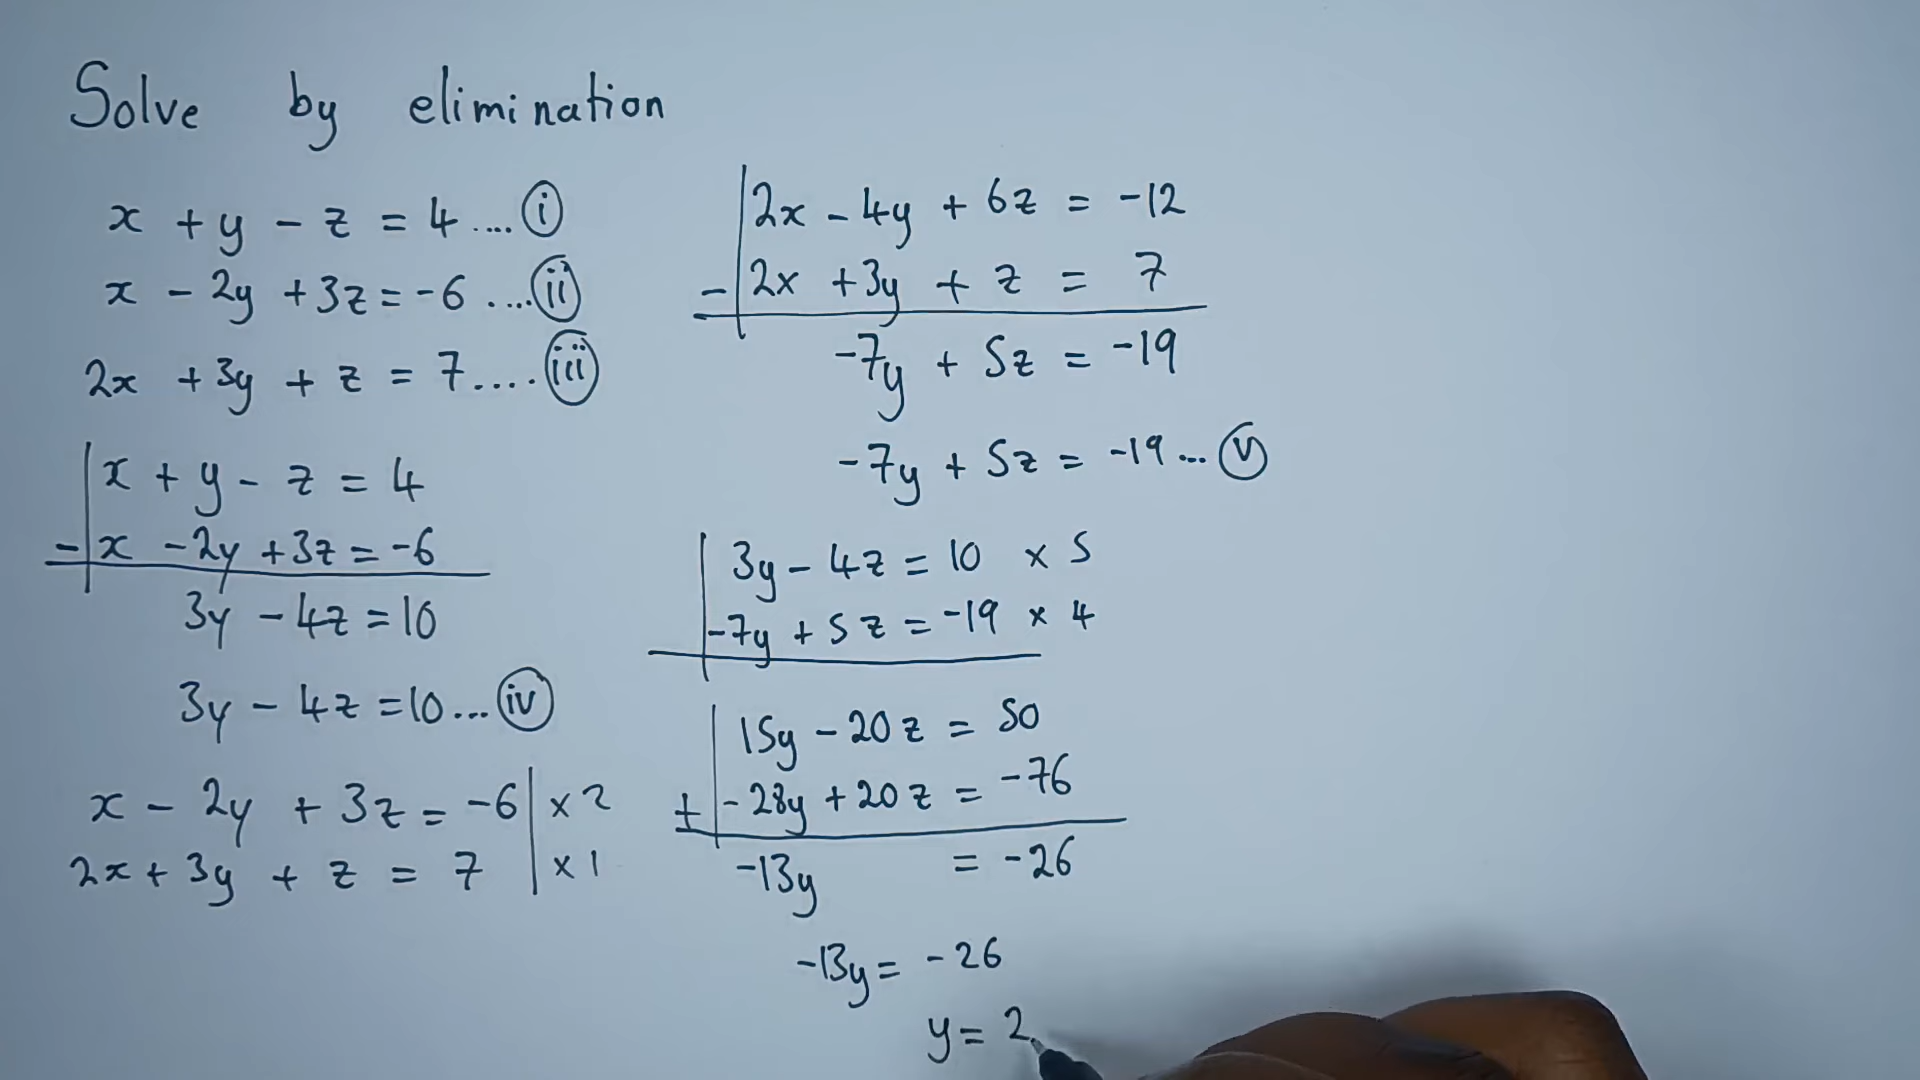 Solve by elimination
x + y - z = 4 .... (i)
x - 2y + 3z = -6 .... (ii)
2x + 3y + z = 7 .... (iii)
x + y - z = 4
- x - 2y + 3z = -6
3y - 4z = 10
3y - 4z = 10 ... (iv)
x - 2y + 3z = -6 | x 2
2x + 3y + z = 7 | x 1
2x - 4y + 6z = -12
- 2x + 3y + z = 7
-7y + 5z = -19
-7y + 5z = -19 ... (v)
3y - 4z = 10 x 5
-7y + 5z = -19 x 4
15y - 20z = 50
+ -28y + 20z = -76
-13y = -26
-13y = -26
y = 2